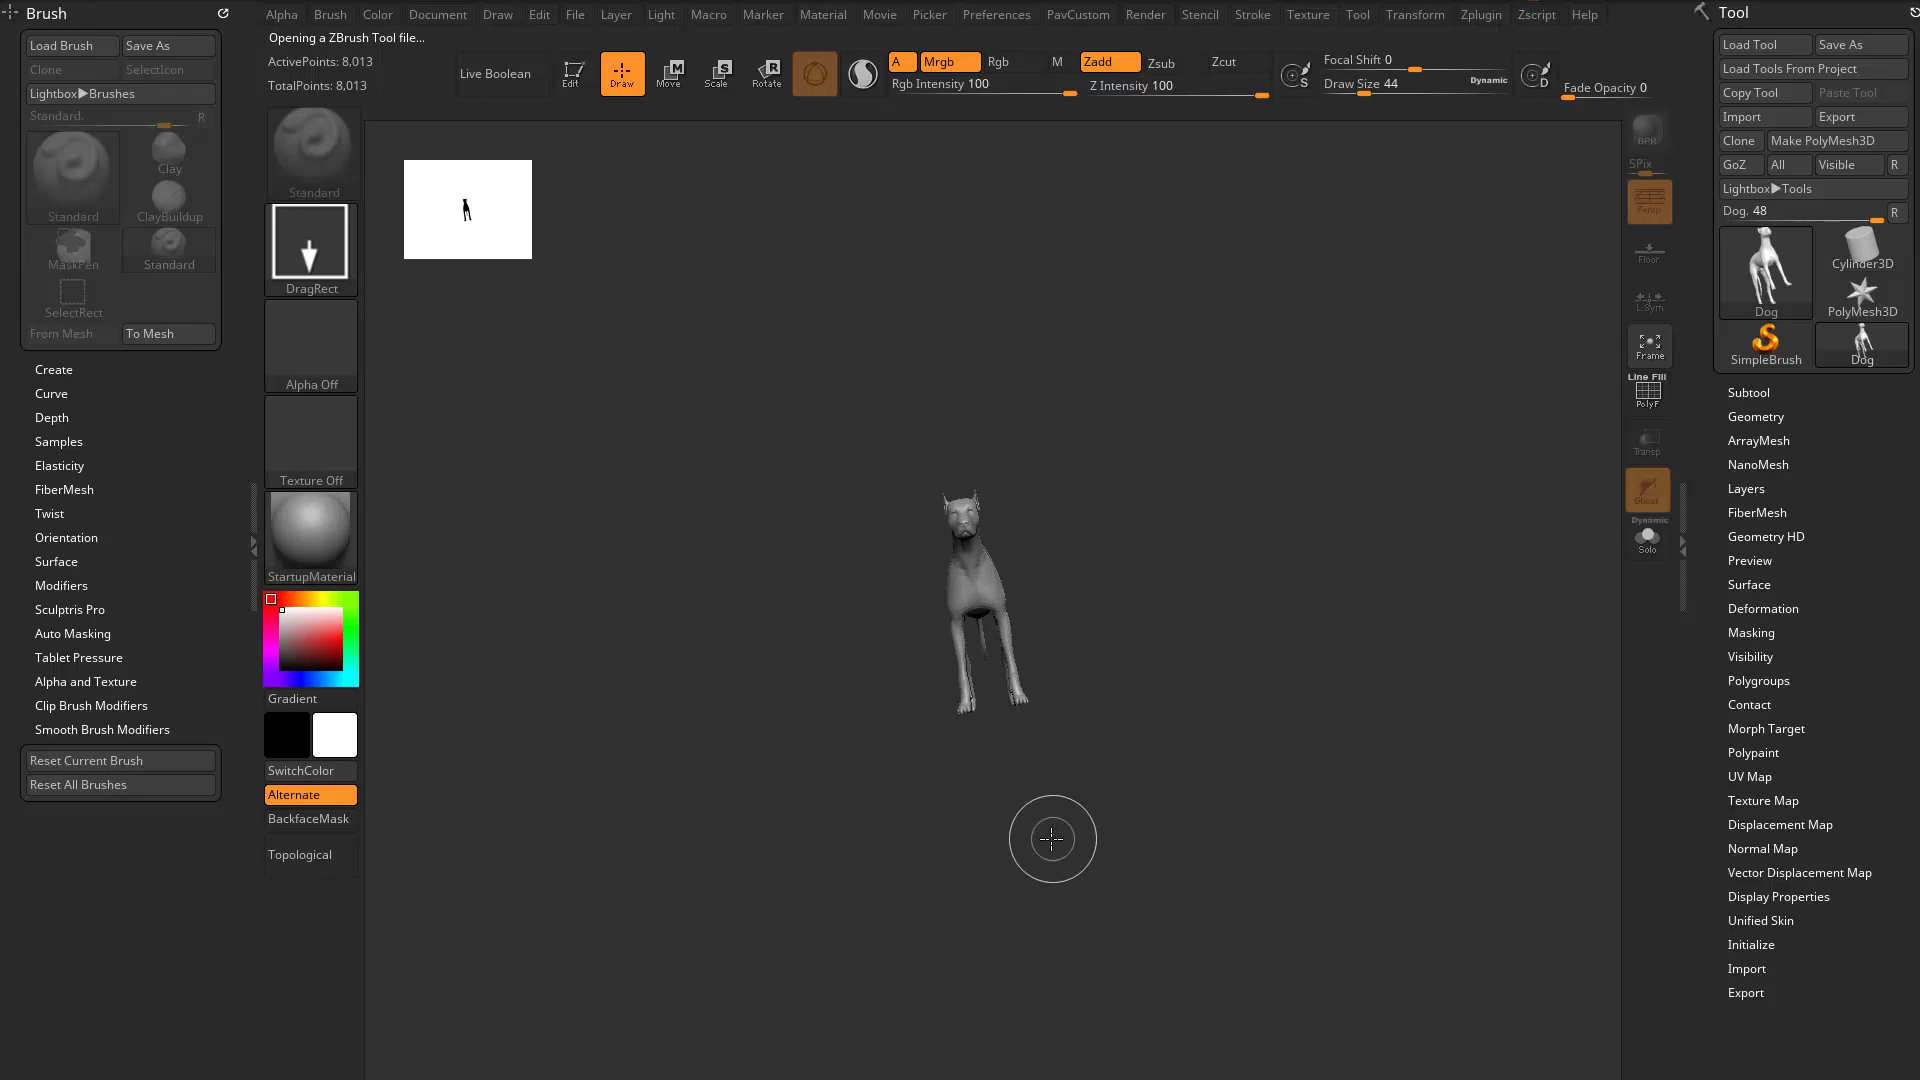 Brush
Load Brush Save As
Clone SelectIcon
Lightbox▶Brushes
Standard. R
Standard
Clay
ClayBuildup
MaskPen
Standard
SelectRect
From Mesh To Mesh
Create
Curve
Depth
Samples
Elasticity
FiberMesh
Twist
Orientation
Surface
Modifiers
Sculptris Pro
Auto Masking
Tablet Pressure
Alpha and Texture
Clip Brush Modifiers
Smooth Brush Modifiers
Reset Current Brush
Reset All Brushes
Alpha Brush Color Document Draw Edit File Layer Light Macro Marker Material Movie Picker Preferences PavCustom Render Stencil Stroke Texture Tool Transform Zplugin Zscript Help
Opening a ZBrush Tool file...
ActivePoints: 8,013
TotalPoints: 8,013
Live Boolean
Edit
Draw
M
Move
S
Scale
R
Rotate
A Mrgb Rgb M Zadd Zsub Zcut
Rgb Intensity 100 Z Intensity 100
S
Focal Shift 0
Draw Size 44 Dynamic
D
Fade Opacity 0
Standard
DragRect
Alpha Off
Texture Off
StartupMaterial
Gradient
SwitchColor
Alternate
BackfaceMask
Topological
BPR
SPix
Persp
Floor
L.Sym
Frame
Line Fill
PolyF
Transp
Ghost
Dynamic
Solo
Tool
Load Tool Save As
Load Tools From Project
Copy Tool Paste Tool
Import Export
Clone Make PolyMesh3D
GoZ All Visible R
Lightbox▶Tools
Dog. 48 R
Dog
Cylinder3D
PolyMesh3D
SimpleBrush
Dog
Subtool
Geometry
ArrayMesh
NanoMesh
Layers
FiberMesh
Geometry HD
Preview
Surface
Deformation
Masking
Visibility
Polygroups
Contact
Morph Target
Polypaint
UV Map
Texture Map
Displacement Map
Normal Map
Vector Displacement Map
Display Properties
Unified Skin
Initialize
Import
Export